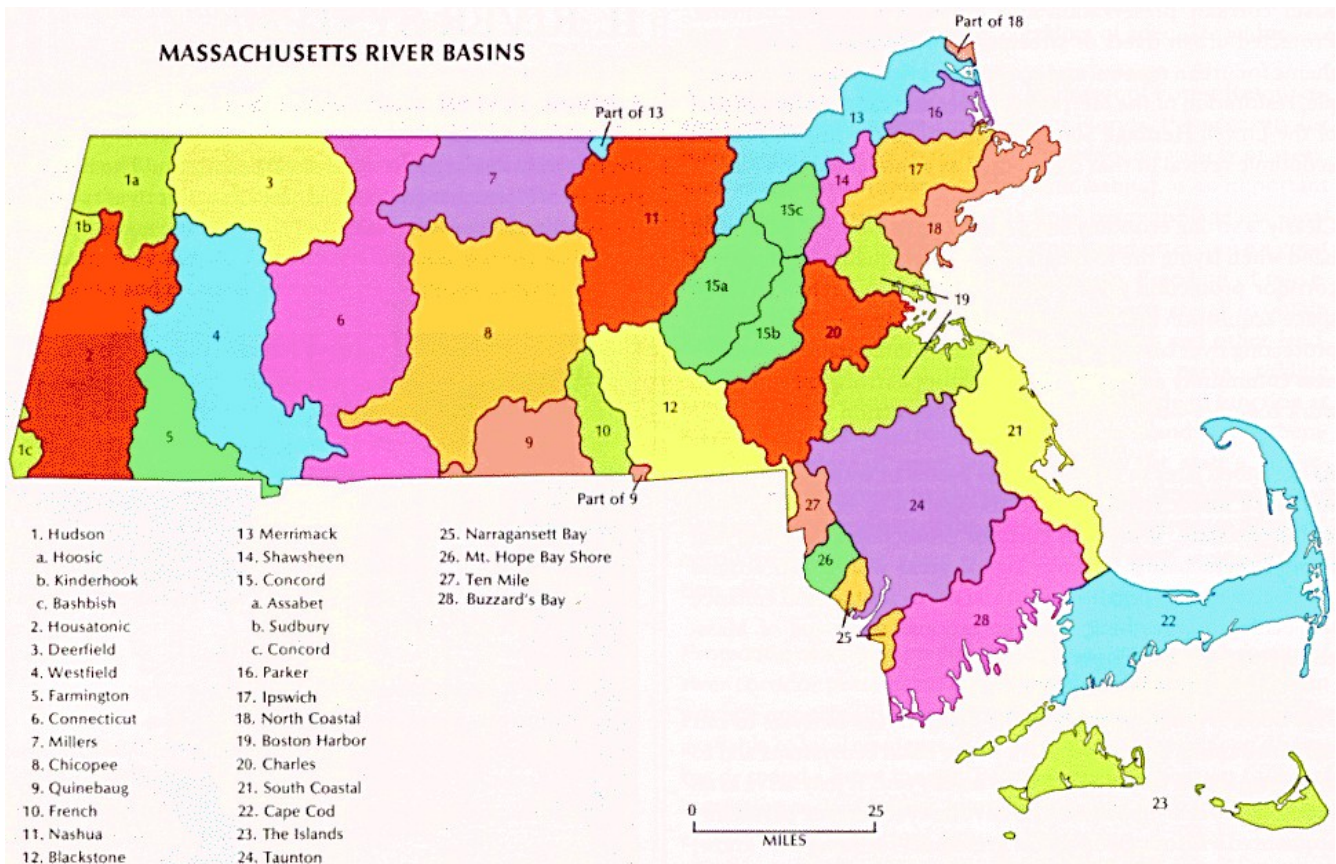 Part of 18
MASSACHUSETTS RIVER BASINS
Part of 13
1a
1b
3
7
13
16
17
14
15c
11
18
15a
19
6
4
8
15b
20
2
12
5
1c
9
10
21
Part of 9
27
24
26
25
28
22
23
1. Hudson
a. Hoosic
b. Kinderhook
c. Bashbish
2. Housatonic
3. Deerfield
4. Westfield
5. Farmington
6. Connecticut
7. Millers
8. Chicopee
9. Quinebaug
10. French
11. Nashua
12. Blackstone
13 Merrimack
14. Shawsheen
15. Concord
a. Assabet
b. Sudbury
c. Concord
16. Parker
17. Ipswich
18. North Coastal
19. Boston Harbor
20. Charles
21. South Coastal
22. Cape Cod
23. The Islands
24. Taunton
25. Narragansett Bay
26. Mt. Hope Bay Shore
27. Ten Mile
28. Buzzard's Bay
0 25
MILES